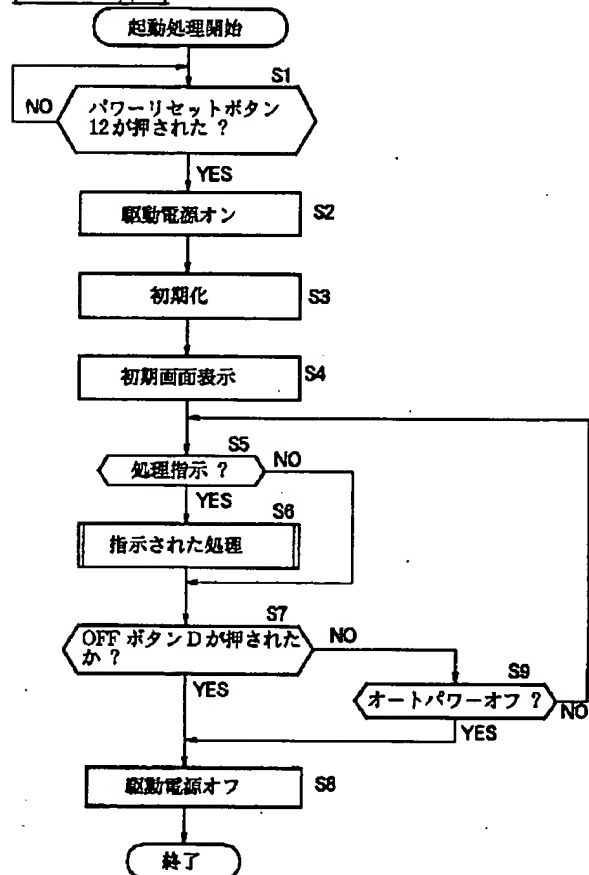 起動処理開始
S1
NO
パワーリセットボタン
12が押された ?
YES
駆動電源オン
S2
初期化
S3
初期画面表示
S4
S5
処理指示 ?
NO
YES
S6
指示された処理
S7
OFF ボタンDが押された
か ?
NO
YES
S9
オートパワーオフ ?
NO
YES
駆動電源オフ
S8
終了